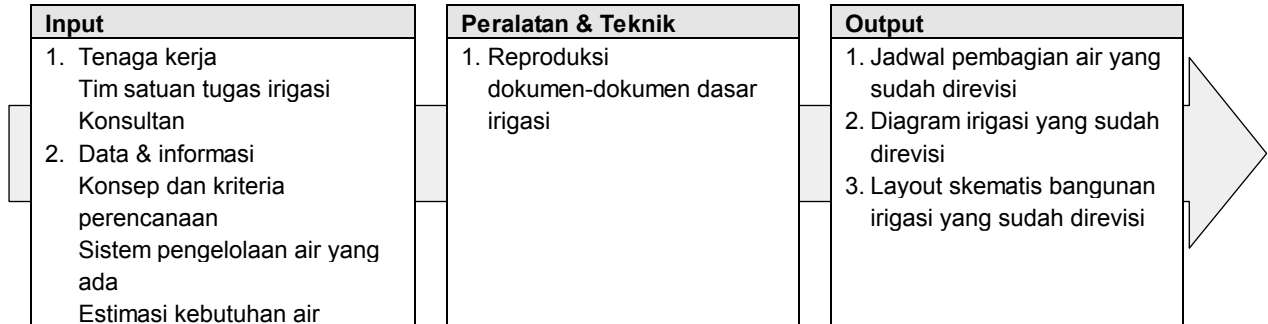 Input
1. Tenaga kerja
Tim satuan tugas irigasi
Konsultan
2. Data & informasi
Konsep dan kriteria
perencanaan
Sistem pengelolaan air yang
ada
Estimasi kebutuhan air
Peralatan & Teknik
1. Reproduksi
dokumen-dokumen dasar
irigasi
Output
1. Jadwal pembagian air yang
sudah direvisi
2. Diagram irigasi yang sudah
direvisi
3. Layout skematis bangunan
irigasi yang sudah direvisi